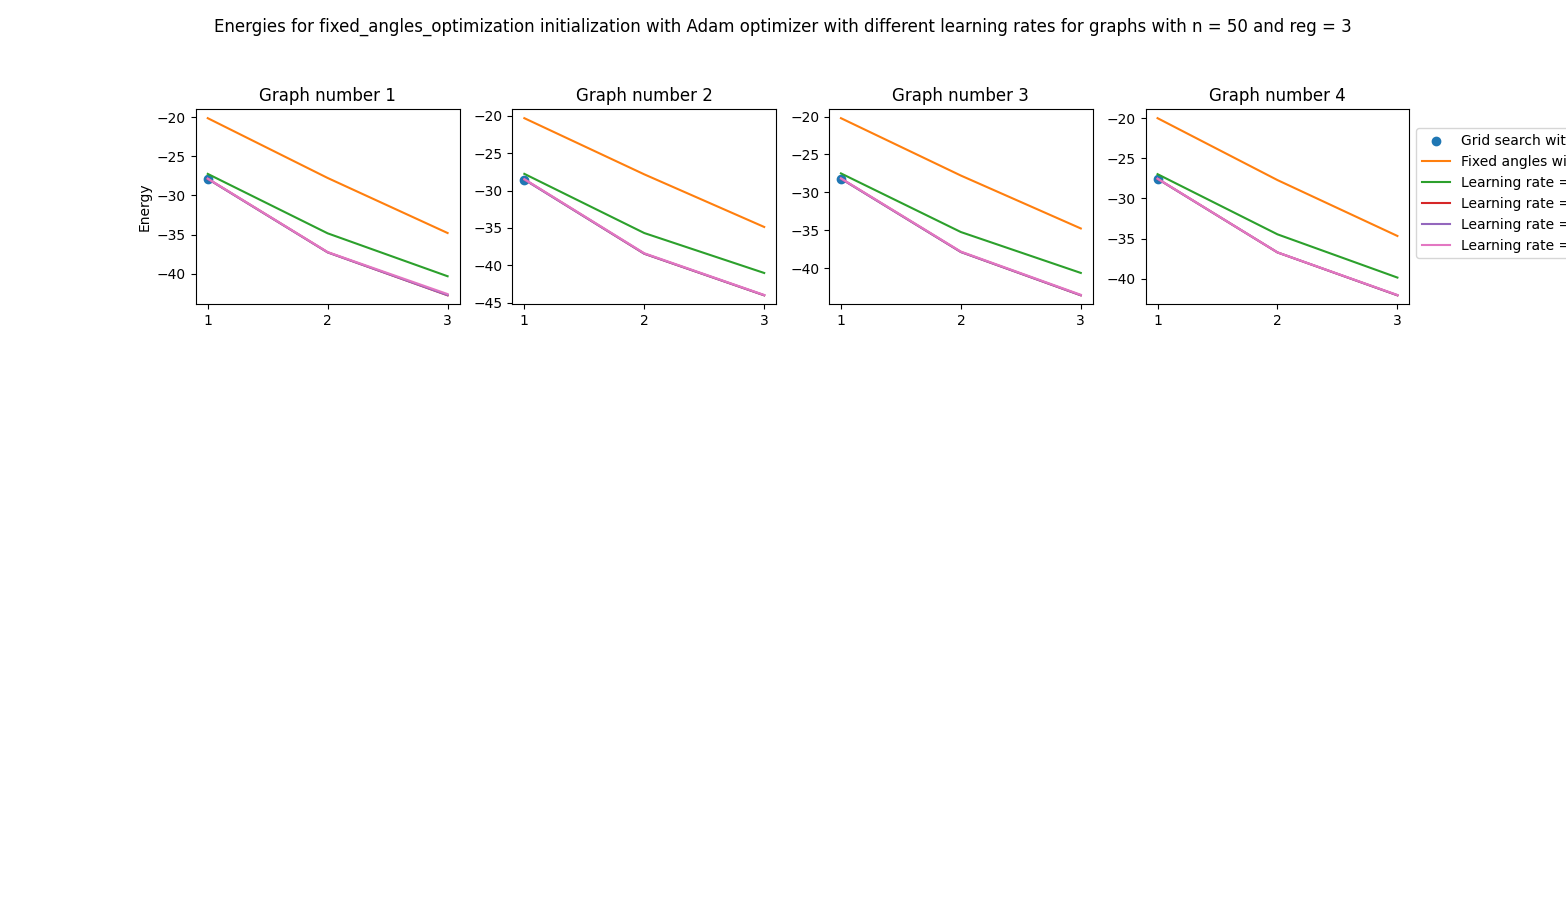 Energies for fixed_angles_optimization initialization with Adam optimizer with different learning rates for graphs with n = 50 and reg = 3
Graph number 1
Graph number 2
Graph number 3
Graph number 4
Energy
−20
−25
−30
−35
−40
1
2
3
−20
−25
−30
−35
−40
−45
1
2
3
−20
−25
−30
−35
−40
1
2
3
−20
−25
−30
−35
−40
1
2
3
Grid search wit
Fixed angles wi
Learning rate =
Learning rate =
Learning rate =
Learning rate =